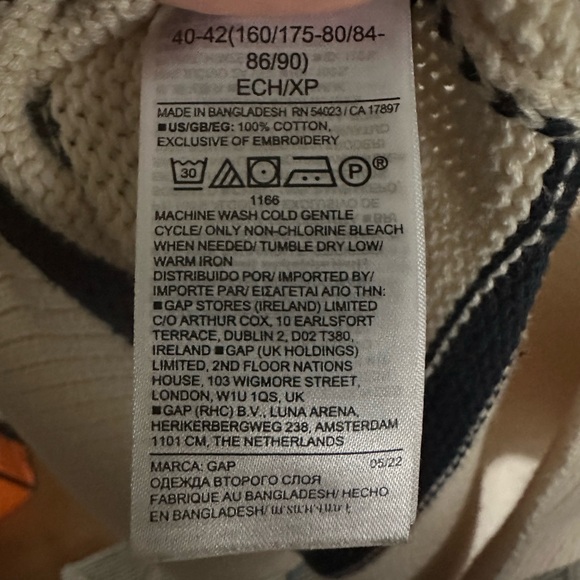 40-42(160/175-80/84-
86/90)
ECH/XP
MADE IN BANGLADESH RN 54023 / CA 17897
■ US/GB/EG: 100% COTTON,
EXCLUSIVE OF EMBROIDERY
30 P®
1166
MACHINE WASH COLD GENTLE
CYCLE/ ONLY NON-CHLORINE BLEACH
WHEN NEEDED/ TUMBLE DRY LOW/
WARM IRON
DISTRIBUIDO POR/ IMPORTED BY/
IMPORTE PAR/ ΕΙΣΑΓΕΤΑΙ ΑΠΟ ΤΗΝ:
■ GAP STORES (IRELAND) LIMITED
C/O ARTHUR COX, 10 EARLSFORT
TERRACE, DUBLIN 2, D02 T380,
IRELAND ■ GAP (UK HOLDINGS)
LIMITED, 2ND FLOOR NATIONS
HOUSE, 103 WIGMORE STREET,
LONDON, W1U 1QS, UK
■ GAP (RHC) B.V., LUNA ARENA,
HERIKERBERGWEG 238, AMSTERDAM
1101 CM, THE NETHERLANDS
MARCA: GAP 05/22
ОДЕЖДА ВТОРОГО СЛОЯ
FABRIQUE AU BANGLADESH/ HECHO
EN BANGLADESH/